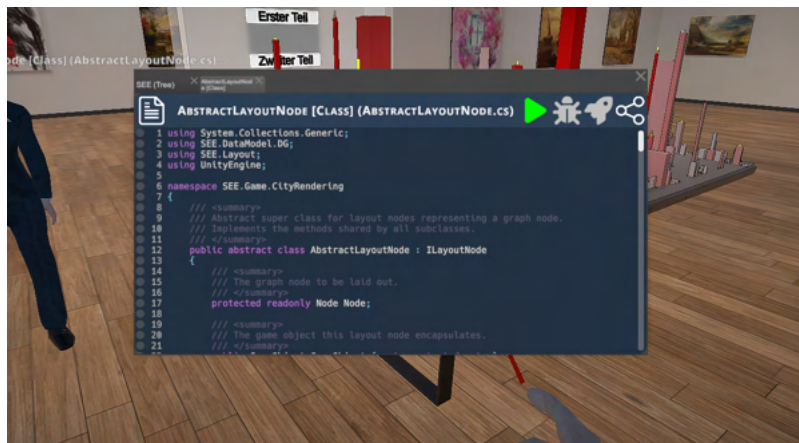 Erster Teil
Zweiter Teil
ode [Class] (AbstractLayoutNode.cs)
SEE (Tree)
AbstractLayoutNod
e [Class]
ABSTRACTLAYOUTNODE [CLASS] (ABSTRACTLAYOUTNODE.CS)
1 using System.Collections.Generic;
2 using SEE.DataModel.DG;
3 using SEE.Layout;
4 using UnityEngine;
5
6 namespace SEE.Game.CityRendering
7 {
8 /// <summary>
9 /// Abstract super class for layout nodes representing a graph node.
10 /// Implements the methods shared by all subclasses.
11 /// </summary>
12 public abstract class AbstractLayoutNode : ILayoutNode
13 {
14 /// <summary>
15 /// The graph node to be laid out.
16 /// </summary>
17 protected readonly Node Node;
18
19 /// <summary>
20 /// The game object this layout node encapsulates.
21 /// </summary>